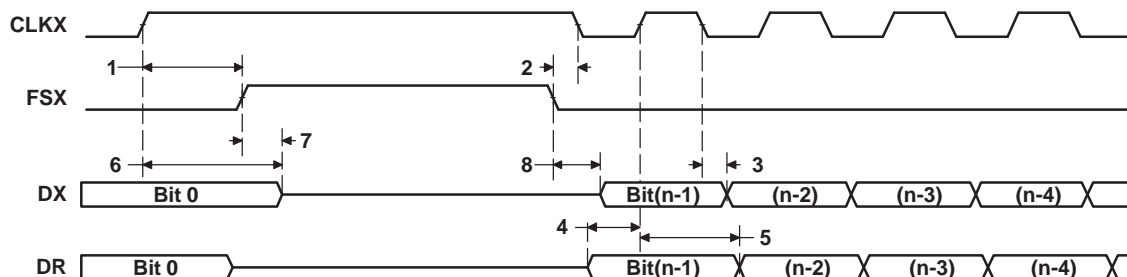 CLKX
1
2
FSX
7
6
8
3
DX
Bit 0
Bit(n-1)
(n-2)
(n-3)
(n-4)
4
5
DR
Bit 0
Bit(n-1)
(n-2)
(n-3)
(n-4)